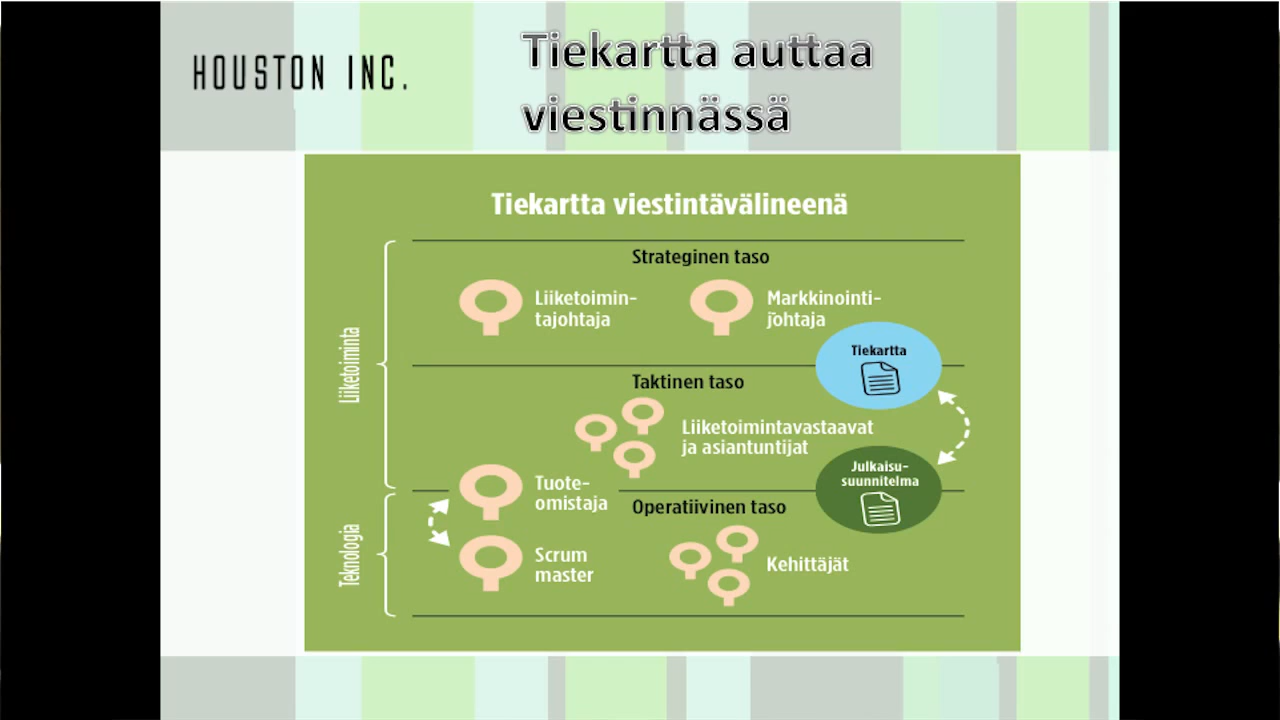 HOUSTON INC.
Tiekartta auttaa
viestinnässä
Tiekartta viestintävälineenä
Strateginen taso
Liiketoimin-
tajohtaja
Markkinointi-
johtaja
Liiketoiminta
Tiekartta
Taktinen taso
Liiketoimintavastaavat
ja asiantuntijat
Julkaisu-
suunnitelma
Tuote-
omistaja
Operatiivinen taso
Teknologia
Scrum
master
Kehittäjät